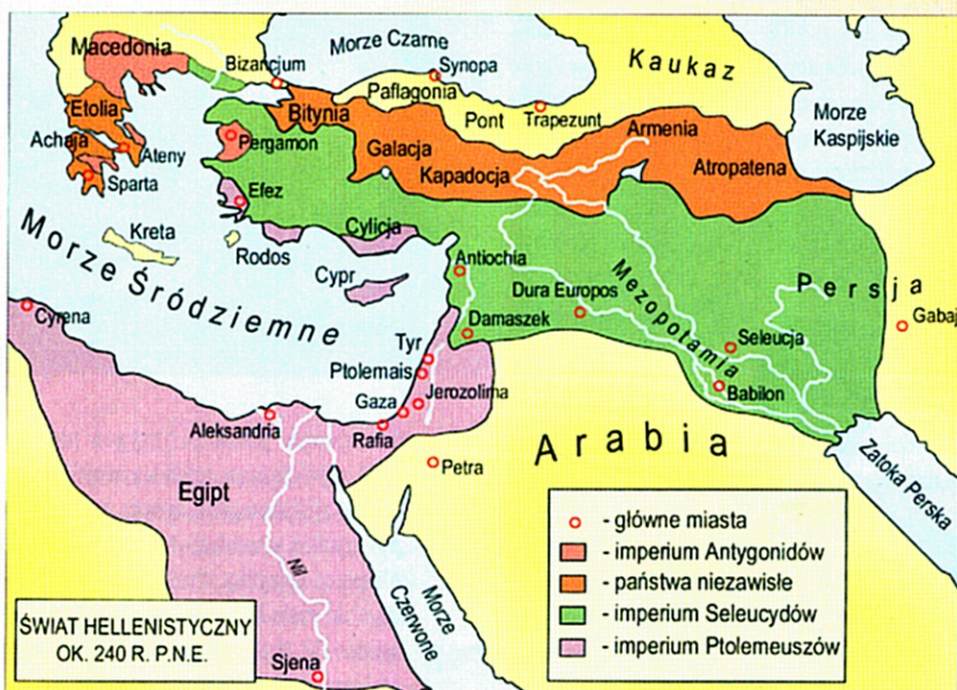 Macedonia
Morze Czarne
Kaukaz
Bizancjum
Synopa
Paflagonia
Etolia
Bitynia
Pont
Trapezunt
Morze
Kaspijskie
Armenia
Achaja
Ateny
Pergamon
Galacja
Kapadocja
Atropatena
Sparta
Efez
Kreta
Rodos
Cylicja
Cypr
Antiochia
Morze Śródziemne
Dura Europos
Mezopotamia
Persja
Cyrena
Damaszek
Seleucja
Gabaj
Tyr
Ptolemais
Jerozolima
Babilon
Gaza
Aleksandria
Rafia
Arabia
Petra
Zatoka Perska
Egipt
Nil
Morze
Czerwone
Sjena
- główne miasta
- imperium Antygonidów
- państwa niezawisłe
- imperium Seleucydów
- imperium Ptolemeuszów
ŚWIAT HELLENISTYCZNY
OK. 240 R. P.N.E.